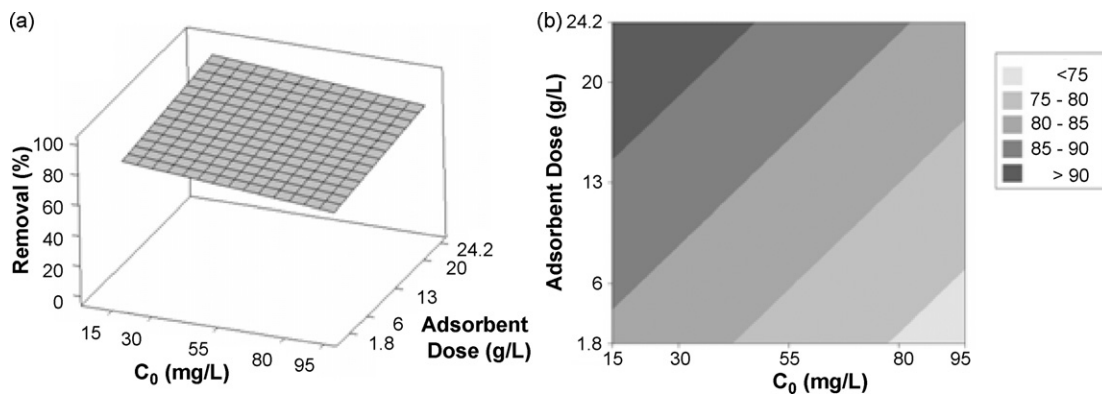 (a)
100
80
60
40
20
0
Removal (%)
15
30
55
80
95
C₀ (mg/L)
24.2
20
13
6
1.8
Adsorbent
Dose (g/L)
(b)
24.2
20
13
6
1.8
Adsorbent Dose (g/L)
15
30
55
80
95
C₀ (mg/L)
<75
75 - 80
80 - 85
85 - 90
> 90